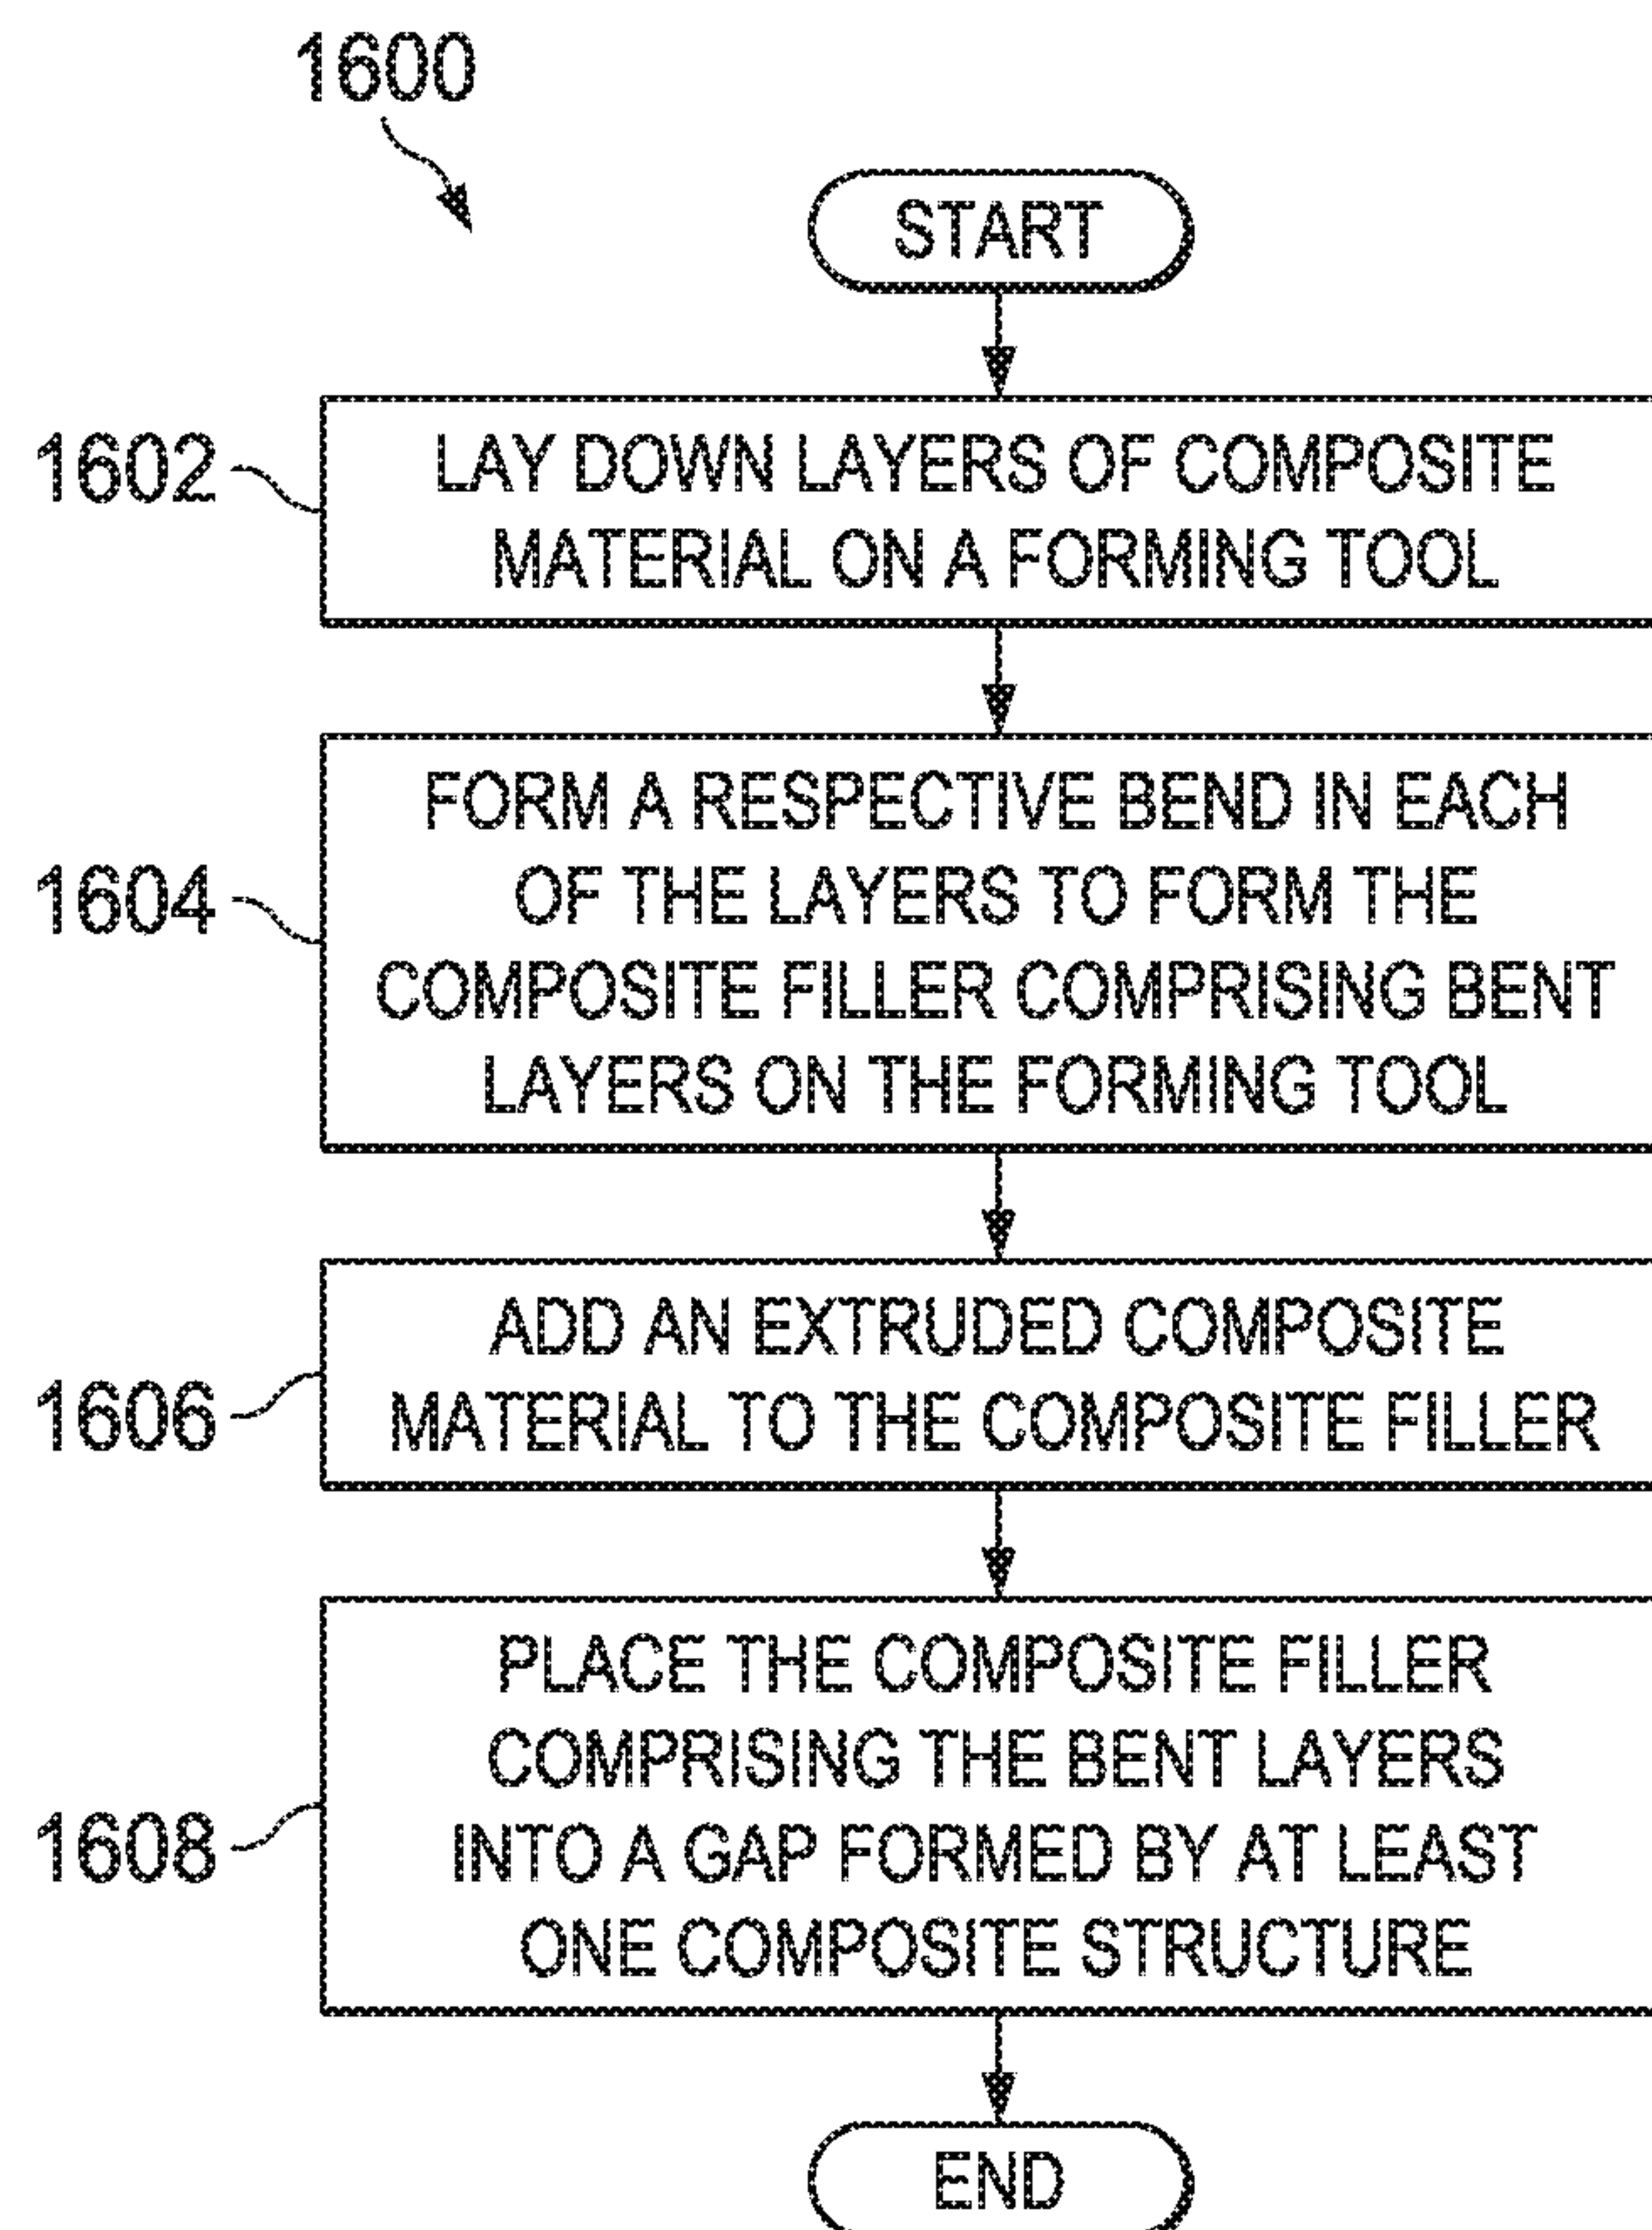 1600
START
1602
LAY DOWN LAYERS OF COMPOSITE
MATERIAL ON A FORMING TOOL
1604
FORM A RESPECTIVE BEND IN EACH
OF THE LAYERS TO FORM THE
COMPOSITE FILLER COMPRISING BENT
LAYERS ON THE FORMING TOOL
1606
ADD AN EXTRUDED COMPOSITE
MATERIAL TO THE COMPOSITE FILLER
1608
PLACE THE COMPOSITE FILLER
COMPRISING THE BENT LAYERS
INTO A GAP FORMED BY AT LEAST
ONE COMPOSITE STRUCTURE
END